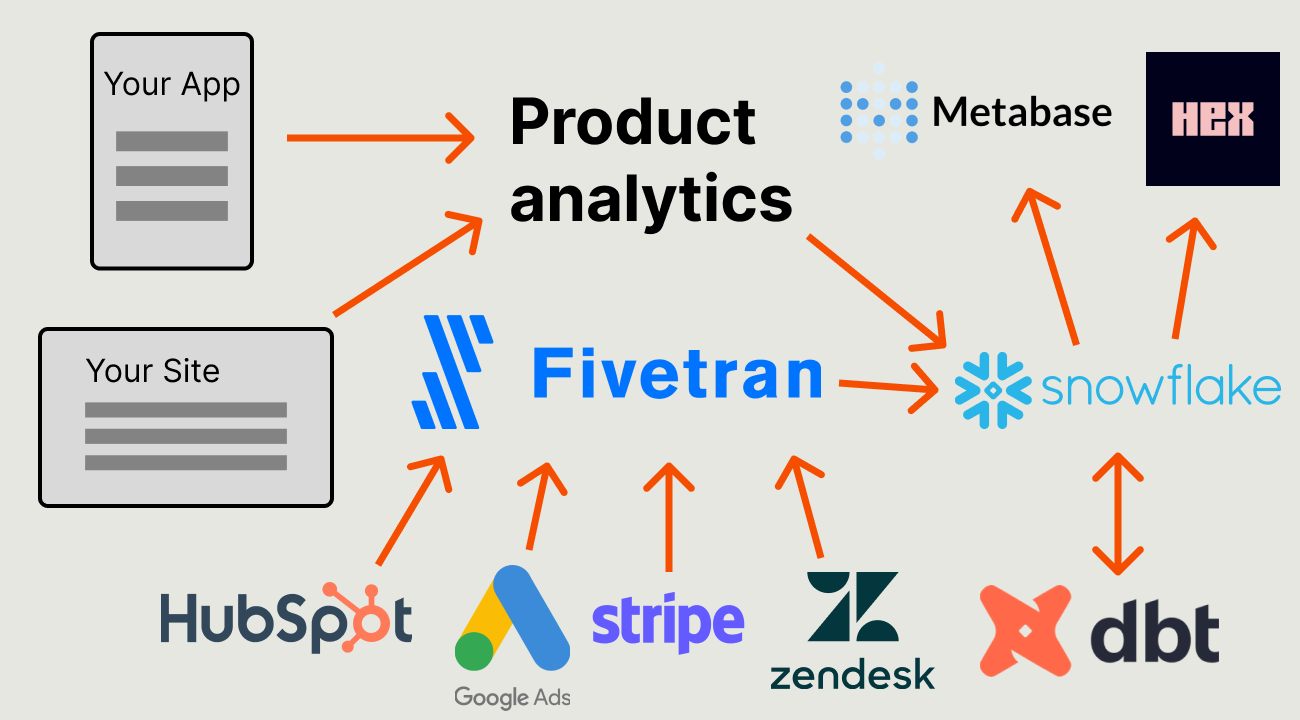 Your App
Product
analytics
Metabase
HEX
Your Site
Fivetran
snowflake
HubSpot
Google Ads
stripe
zendesk
dbt